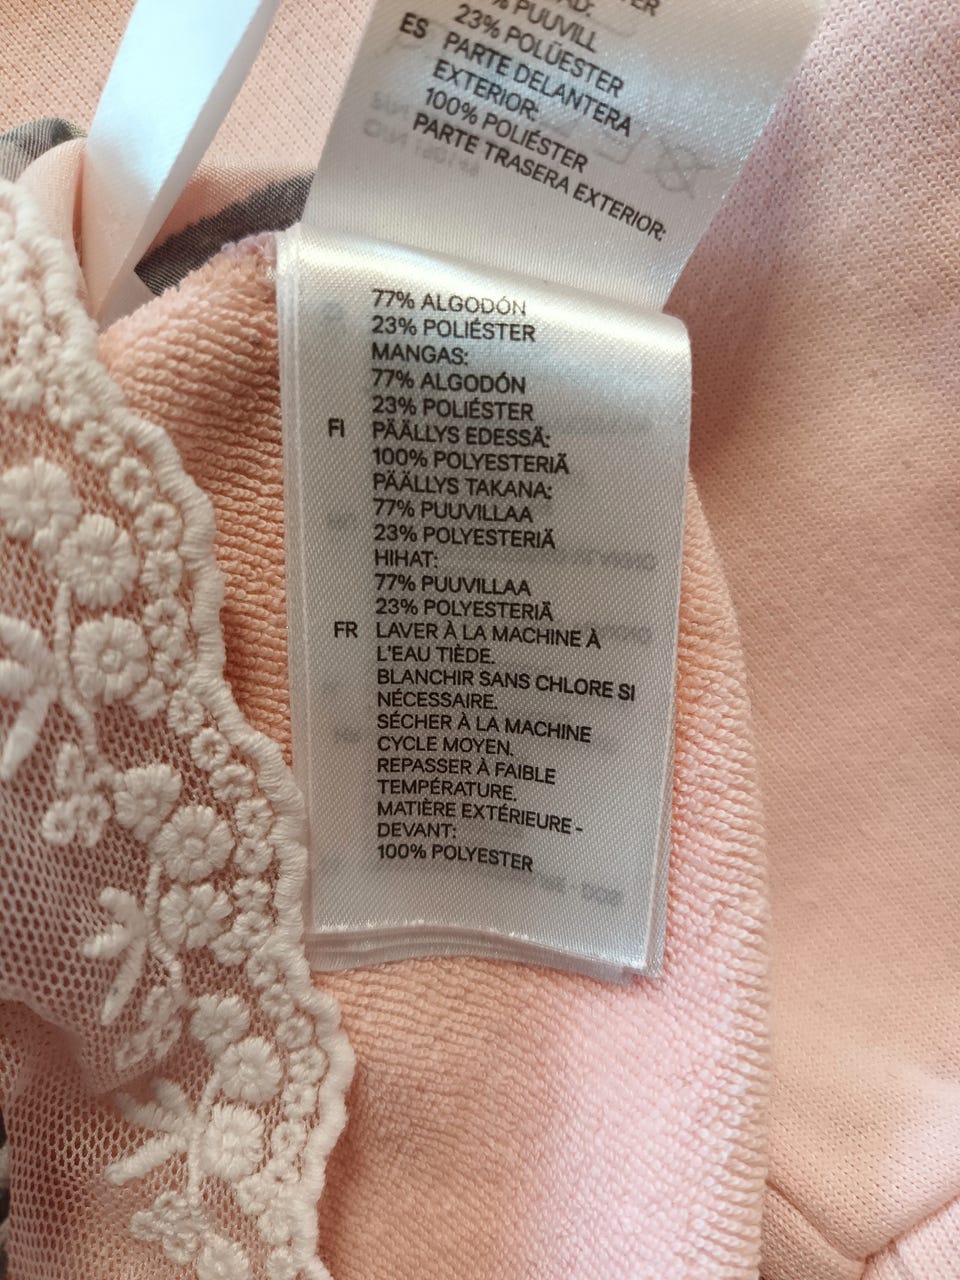 PUUVILL
23% POLÜESTER
ES PARTE DELANTERA
EXTERIOR:
100% POLIÉSTER
PARTE TRASERA EXTERIOR:
77% ALGODÓN
23% POLIÉSTER
MANGAS:
77% ALGODÓN
23% POLIÉSTER
FI PÄÄLLYS EDESSÄ:
100% POLYESTERIÄ
PÄÄLLYS TAKANA:
77% PUUVILLAA
23% POLYESTERIÄ
HIHAT:
77% PUUVILLAA
23% POLYESTERIÄ
FR LAVER À LA MACHINE À
L'EAU TIÈDE.
BLANCHIR SANS CHLORE SI
NÉCESSAIRE.
SÉCHER À LA MACHINE
CYCLE MOYEN.
REPASSER À FAIBLE
TEMPÉRATURE.
MATIÈRE EXTÉRIEURE -
DEVANT:
100% POLYESTER